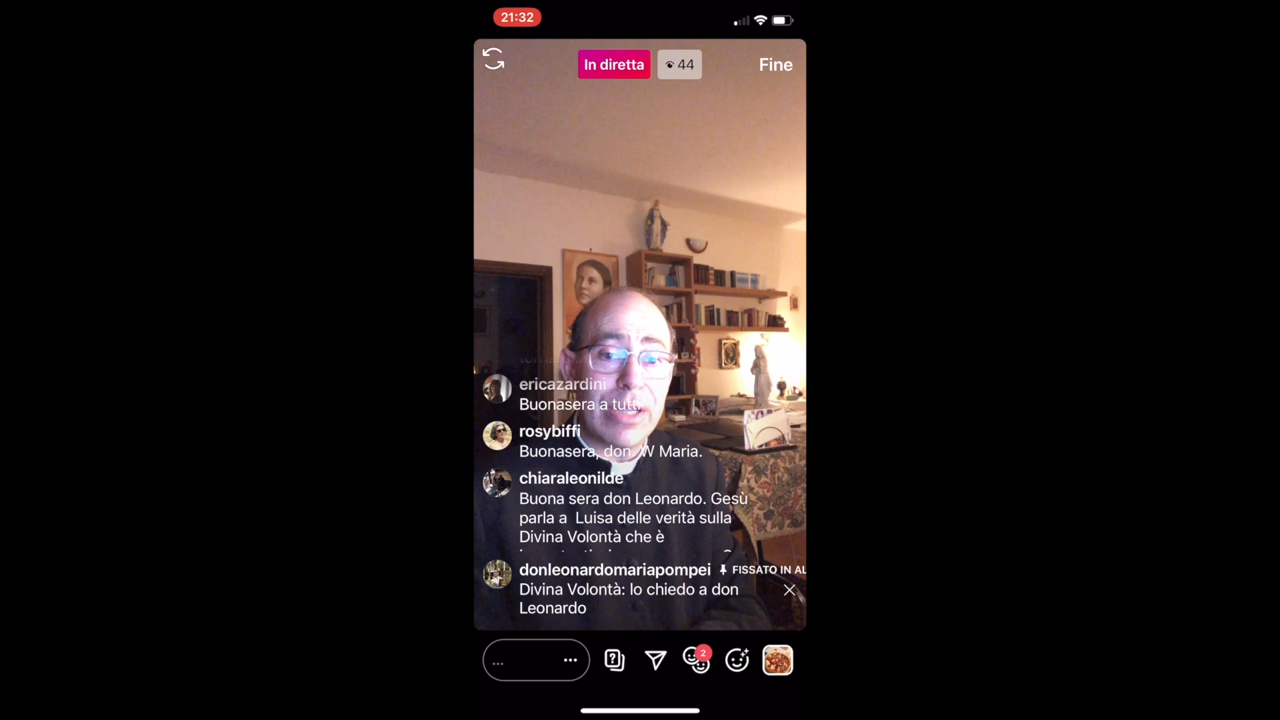 21:32
In diretta
44
Fine
ericazardini
Buonasera a tutti
rosybiffi
Buonasera, don. W Maria.
chiaraleonilde
Buona sera don Leonardo. Gesù
parla a Luisa delle verità sulla
Divina Volontà che è
donleonardomariapompei FISSATO IN AL
Divina Volontà: lo chiedo a don
Leonardo
...
2